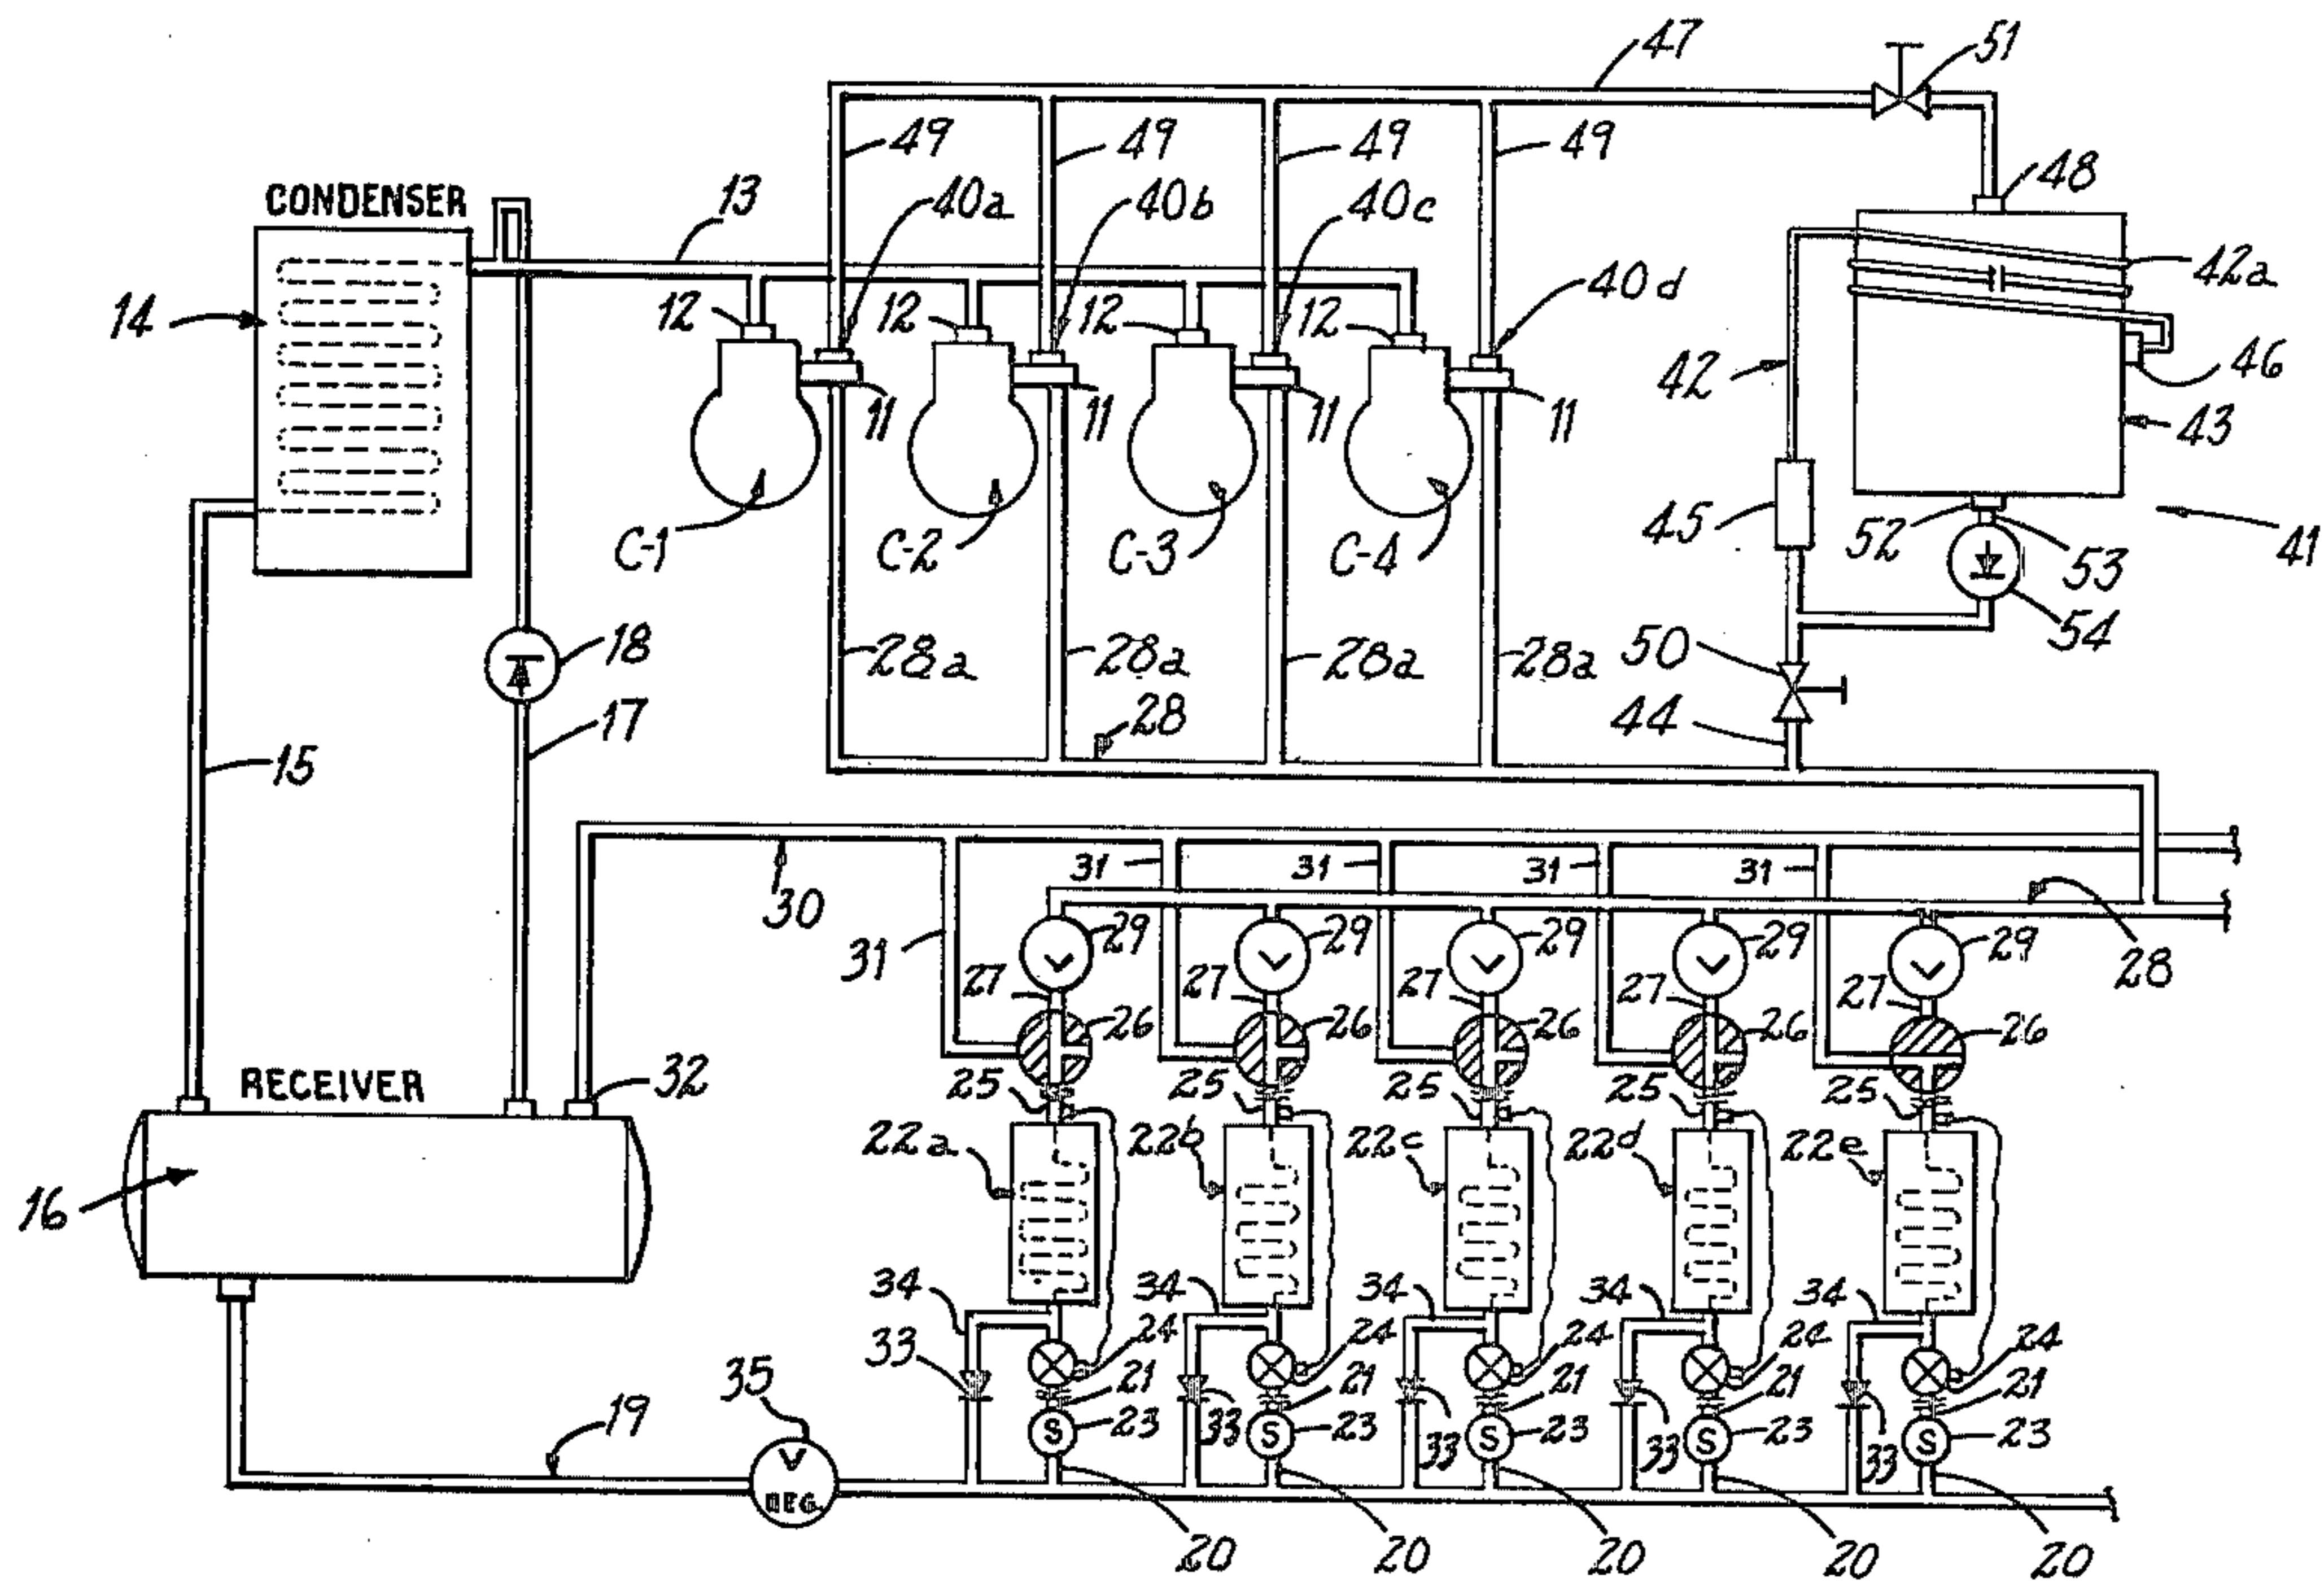 47 51
49 49 49 49
48
CONDENSER 13 40a 40b 40c
14 12 12 12 12 40d 42a
42 46
11 11 11 11 43
C-1 C-2 C-3 C-4 45 52 53 41
18 28a 28a 28a 28a 50 54
17 28 44
15
31 31 31 31
30
31 29 29 29 29 29 28
27 27 27 27 27
26 26 26 26 26
RECEIVER 32 25 25 25 25 25
22a 22b 22c 22d 22e
16
34 34 34 34 34
33 24 24 24 24
35 21 21 21 21 21
19 23 33 23 33 23 33 23 33 23
V
S S S S S
20 20 20 20 20